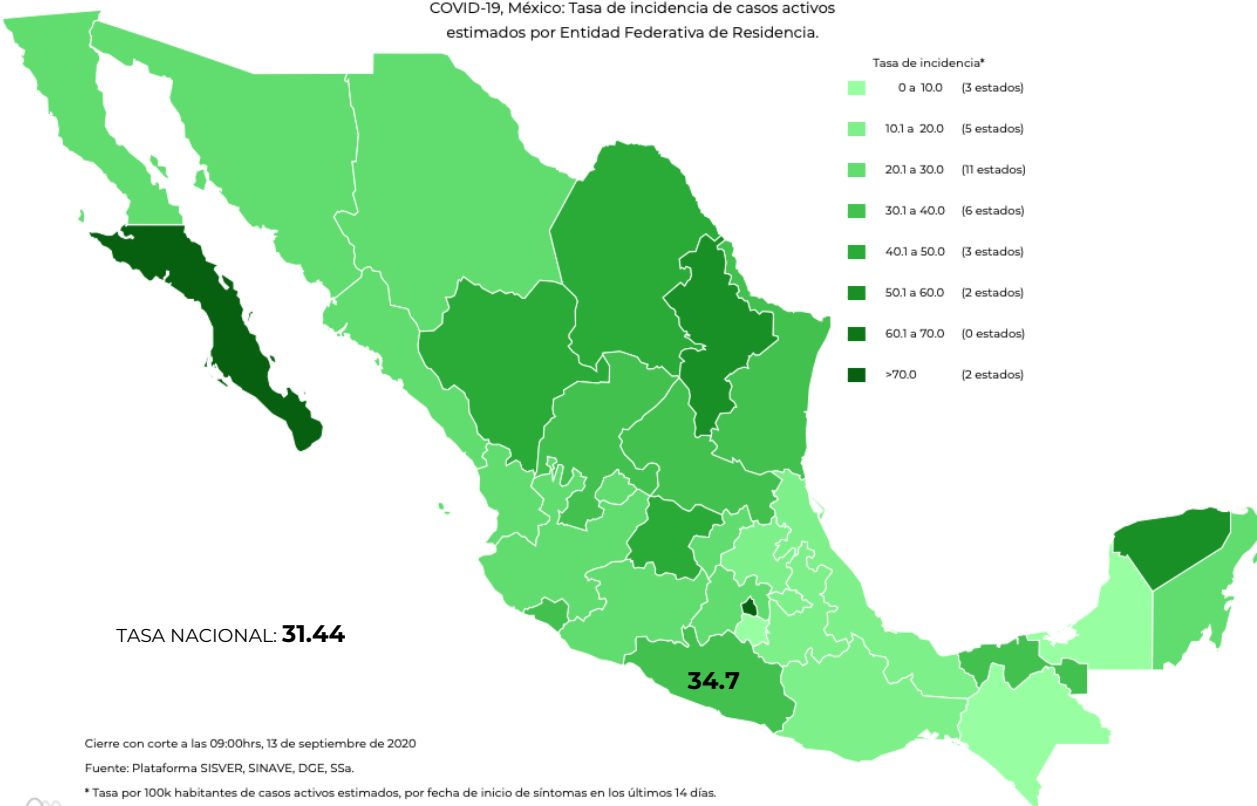 COVID-19, México: Tasa de incidencia de casos activos
estimados por Entidad Federativa de Residencia.
Tasa de incidencia*
0 a 10.0 (3 estados)
10.1 a 20.0 (5 estados)
20.1 a 30.0 (11 estados)
30.1 a 40.0 (6 estados)
40.1 a 50.0 (3 estados)
50.1 a 60.0 (2 estados)
60.1 a 70.0 (0 estados)
>70.0 (2 estados)
TASA NACIONAL: 31.44
34.7
Cierre con corte a las 09:00hrs, 13 de septiembre de 2020
Fuente: Plataforma SISVER, SINAVE, DGE, SSa.
* Tasa por 100k habitantes de casos activos estimados, por fecha de inicio de síntomas en los últimos 14 días.